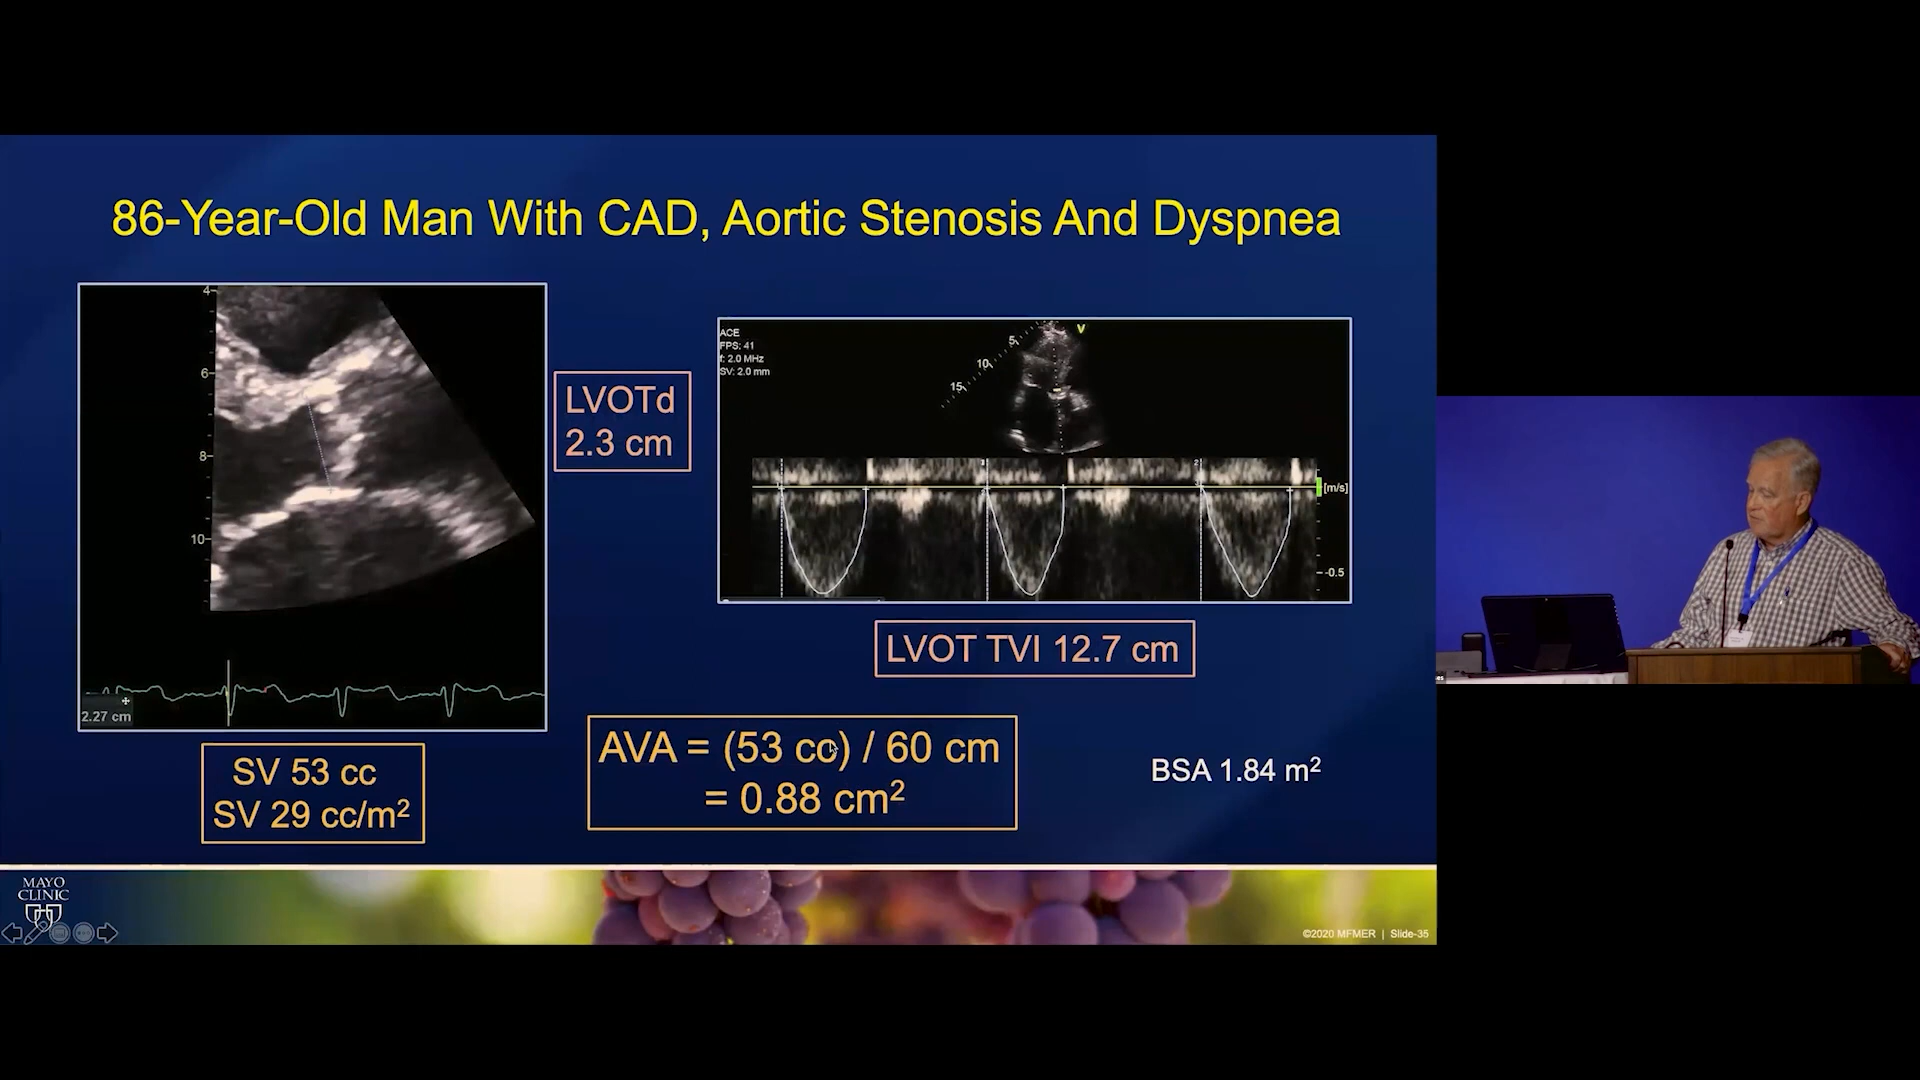 86-Year-Old Man With CAD, Aortic Stenosis And Dyspnea
4
6
8
10
2.27 cm
LVOTd
2.3 cm
ACE
FPS: 41
f: 2.0 MHz
SV: 2.0 mm
V
5
10
15
1
2
[m/s]
-0.5
LVOT TVI 12.7 cm
SV 53 cc
SV 29 cc/m²
AVA = (53 cc) / 60 cm
= 0.88 cm²
BSA 1.84 m²
MAYO
CLINIC
©2020 MFMER | Slide-35